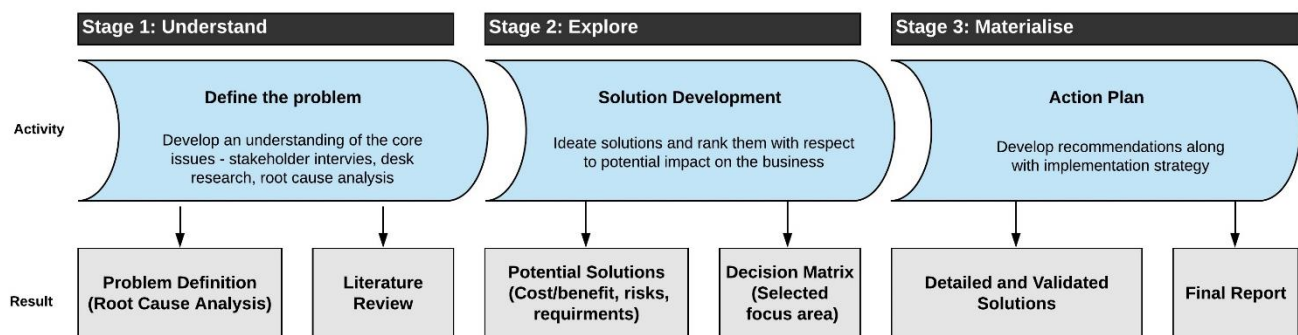 Stage 1: Understand
Stage 2: Explore
Stage 3: Materialise
Activity
Define the problem
Develop an understanding of the core
issues - stakeholder intervies, desk
research, root cause analysis
Solution Development
Ideate solutions and rank them with respect
to potential impact on the business
Action Plan
Develop recommendations along
with implementation strategy
Result
Problem Definition
(Root Cause Analysis)
Literature
Review
Potential Solutions
(Cost/benefit, risks,
requirments)
Decision Matrix
(Selected
focus area)
Detailed and Validated
Solutions
Final Report